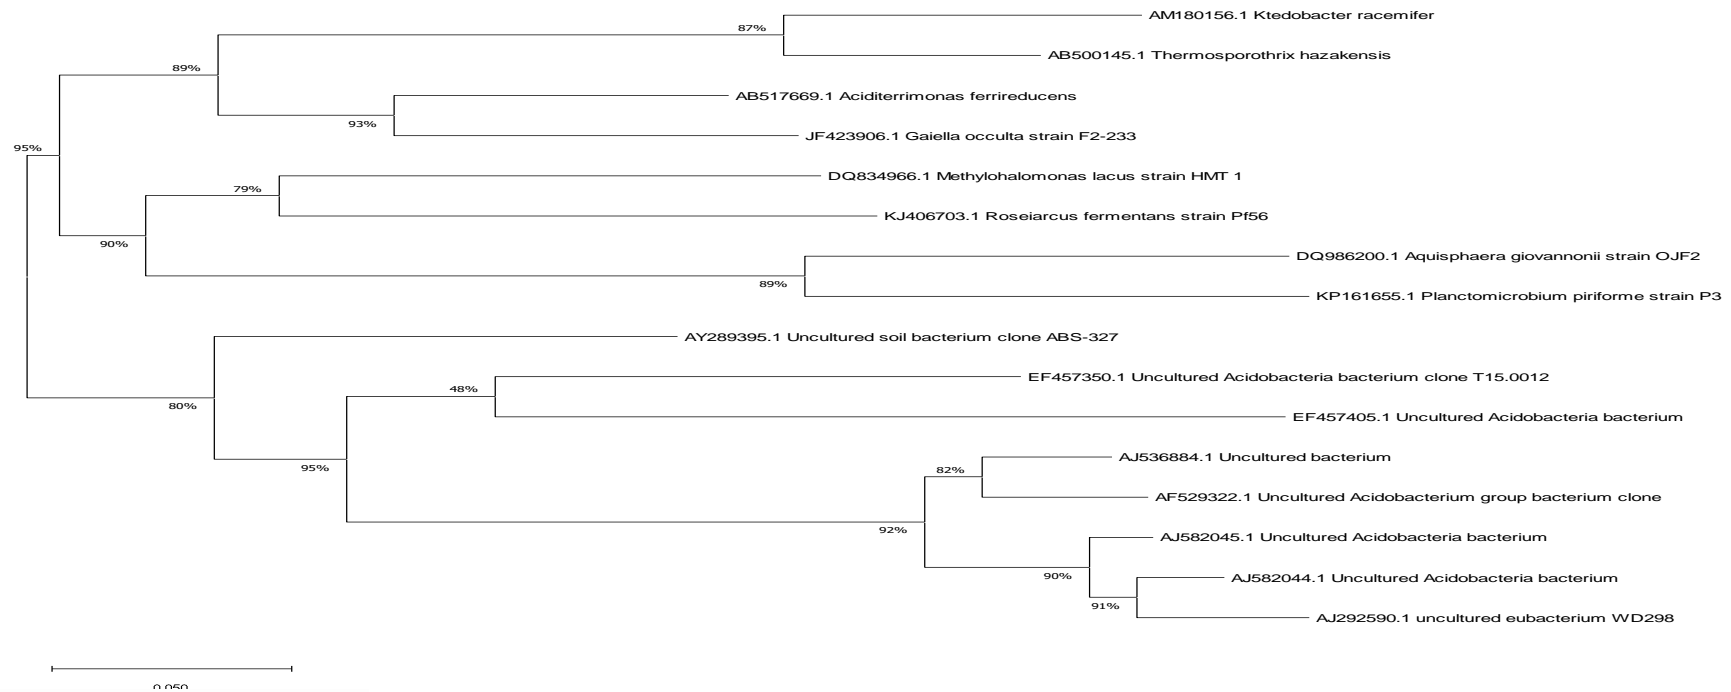 87%
AM180156.1 Ktedobacter racemifer
AB500145.1 Thermosporothrix hazakensis
89%
AB517669.1 Aciditerrimonas ferrireducens
93%
JF423906.1 Gaiella occulta strain F2-233
95%
DQ834966.1 Methylohalomonas lacus strain HMT 1
79%
KJ406703.1 Roseiarcus fermentans strain Pf56
90%
DQ986200.1 Aquisphaera giovannonii strain OJF2
89%
KP161655.1 Planctomicrobium piriforme strain P3
AY289395.1 Uncultured soil bacterium clone ABS-327
80%
EF457350.1 Uncultured Acidobacteria bacterium clone T15.0012
48%
EF457405.1 Uncultured Acidobacteria bacterium
95%
AJ536884.1 Uncultured bacterium
82%
AF529322.1 Uncultured Acidobacterium group bacterium clone
92%
AJ582045.1 Uncultured Acidobacteria bacterium
90%
AJ582044.1 Uncultured Acidobacteria bacterium
91%
AJ292590.1 uncultured eubacterium WD298
0.050